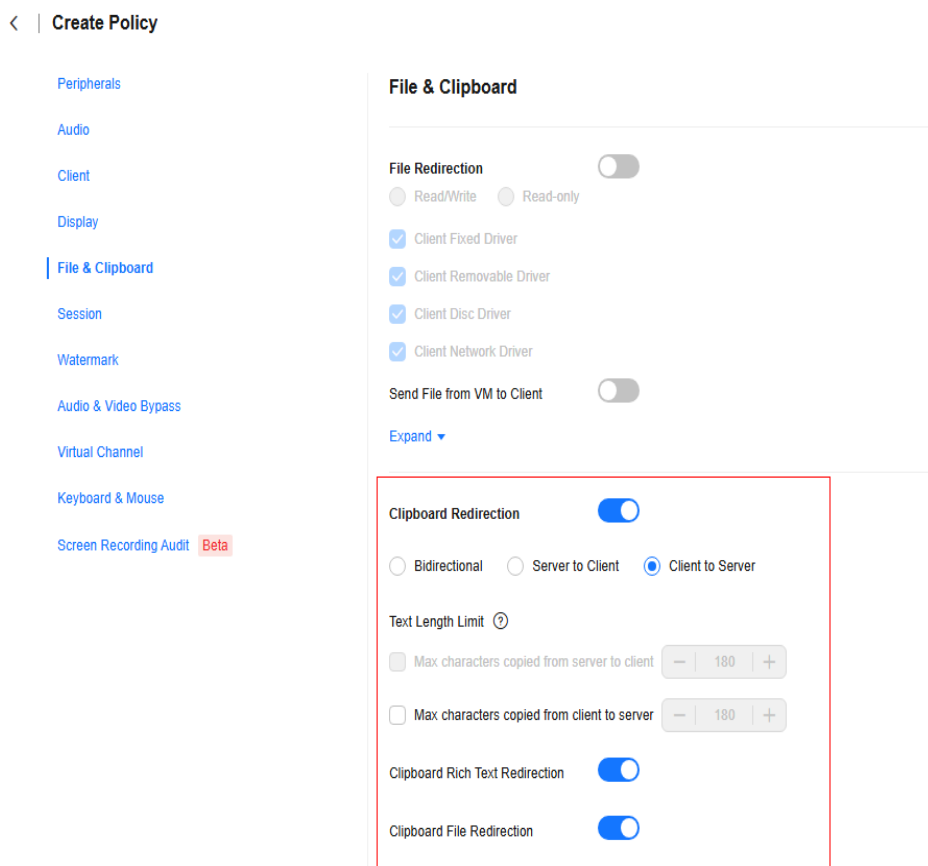 Create Policy
Peripherals
Audio
Client
Display
File & Clipboard
Session
Watermark
Audio & Video Bypass
Virtual Channel
Keyboard & Mouse
Screen Recording Audit Beta
File & Clipboard
File Redirection
Read/Write Read-only
Client Fixed Driver
Client Removable Driver
Client Disc Driver
Client Network Driver
Send File from VM to Client
Expand
Clipboard Redirection
Bidirectional Server to Client Client to Server
Text Length Limit ?
Max characters copied from server to client − 180 +
Max characters copied from client to server − 180 +
Clipboard Rich Text Redirection
Clipboard File Redirection